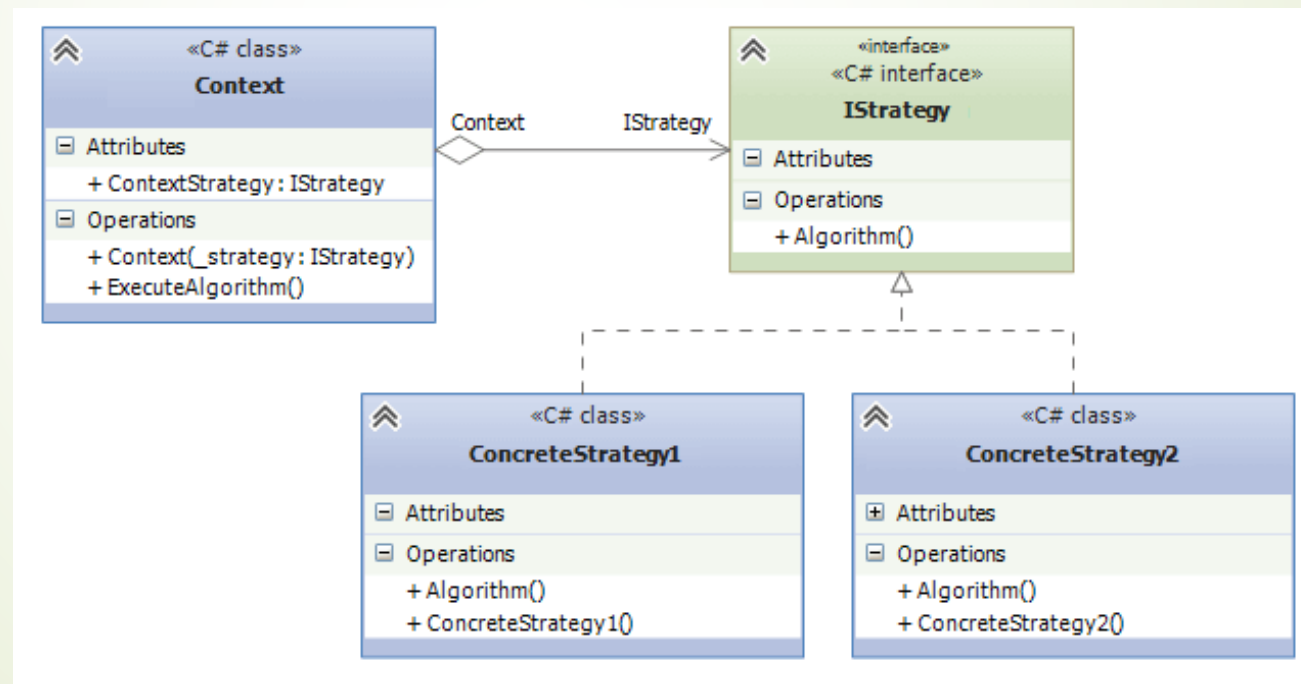 «C# class»
Context
Attributes
+ ContextStrategy : IStrategy
Operations
+ Context(_strategy : IStrategy)
+ ExecuteAlgorithm()
Context
IStrategy
«interface»
«C# interface»
IStrategy
Attributes
Operations
+ Algorithm()
«C# class»
ConcreteStrategy1
Attributes
Operations
+ Algorithm()
+ ConcreteStrategy1()
«C# class»
ConcreteStrategy2
Attributes
Operations
+ Algorithm()
+ ConcreteStrategy2()